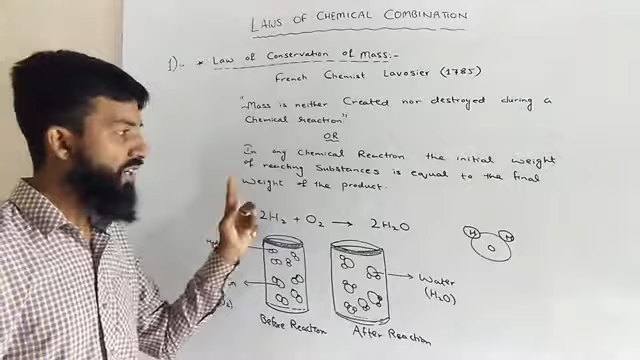 LAWS OF CHEMICAL COMBINATION
1):- * Law of Conservation of Mass:-
French Chemist Lavosier (1785)
"Mass is neither Created nor destroyed during a
Chemical Reaction"
OR
In any Chemical Reaction the initial weight
of reacting Substances is equal to the final
weight of the product.
2H2 + O2 → 2H2O
H H
O
Water
(H2O)
Before Reaction
After Reaction